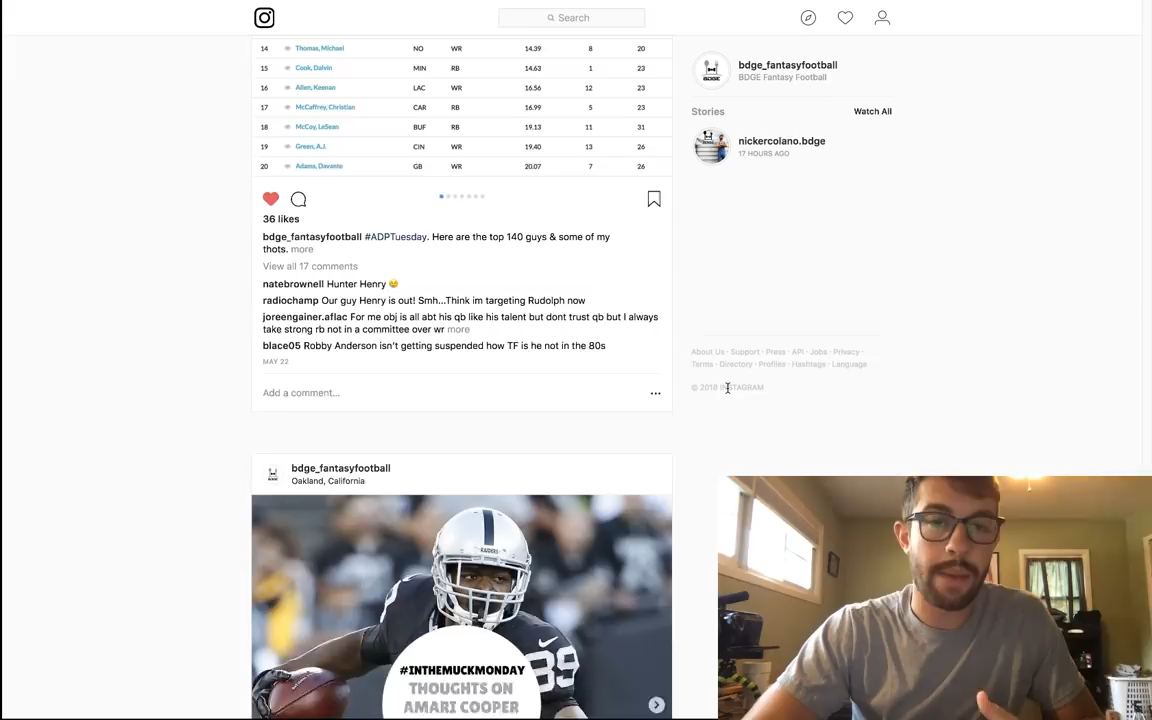 Search
14 Thomas, Michael NO WR 14.39 8 20
15 Cook, Dalvin MIN RB 14.63 1 23
16 Allen, Keenan LAC WR 16.56 12 23
17 McCaffrey, Christian CAR RB 16.99 5 23
18 McCoy, LeSean BUF RB 19.13 11 31
19 Green, A.J. CIN WR 19.40 13 26
20 Adams, Davante GB WR 20.07 7 26
36 likes
bdge_fantasyfootball #ADPTuesday. Here are the top 140 guys & some of my
thots. more
View all 17 comments
natebrownell Hunter Henry 😢
radiochamp Our guy Henry is out! Smh...Think im targeting Rudolph now
joreengainer.aflac For me obj is all abt his qb like his talent but dont trust qb but I always
take strong rb not in a committee over wr more
blace05 Robby Anderson isn't getting suspended how TF is he not in the 80s
MAY 22
Add a comment...
bdge_fantasyfootball
Oakland, California
RAIDERS
89
#INTHEMUCKMONDAY
THOUGHTS ON
AMARI COOPER
bdge_fantasyfootball
BDGE Fantasy Football
BDGE
Stories Watch All
nickercolano.bdge
17 HOURS AGO
About Us · Support · Press · API · Jobs · Privacy ·
Terms · Directory · Profiles · Hashtags · Language
© 2018 INSTAGRAM